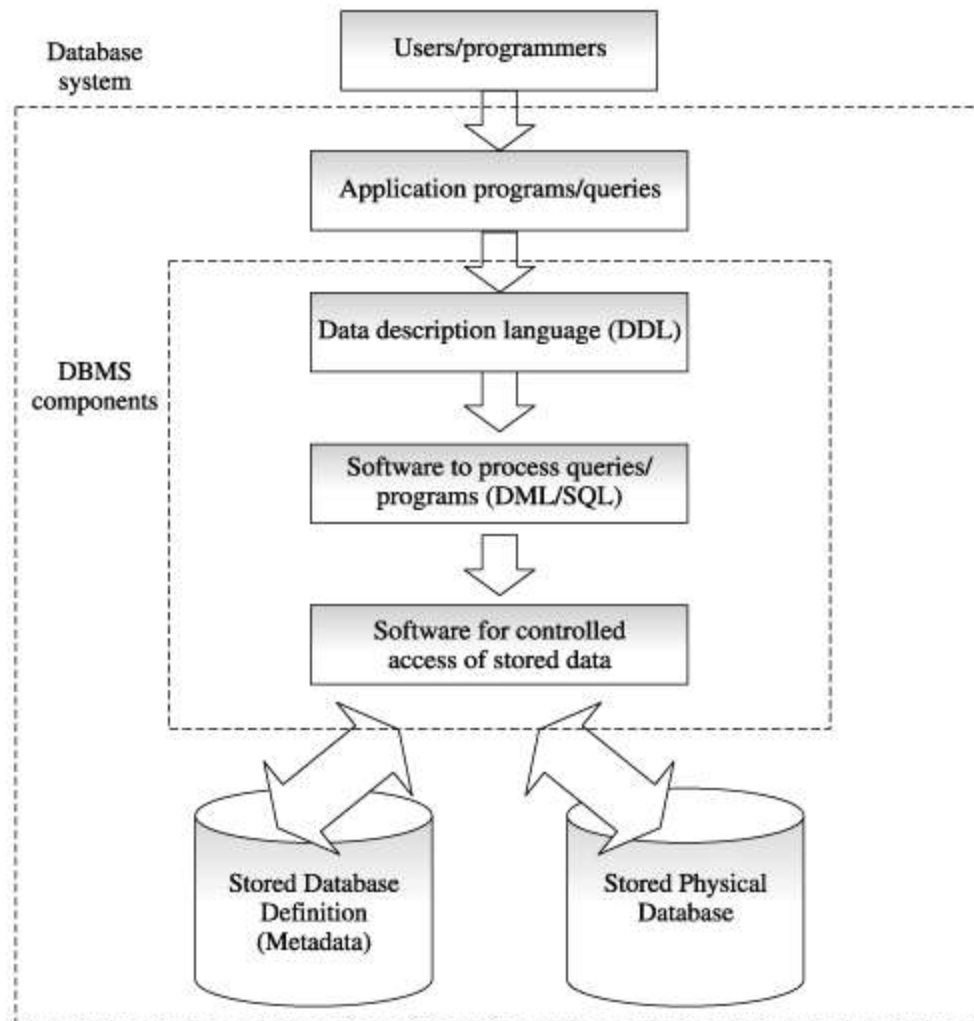 Users/programmers
Database
system
Application programs/queries
Data description language (DDL)
DBMS
components
Software to process queries/
programs (DML/SQL)
Software for controlled
access of stored data
Stored Database
Definition
(Metadata)
Stored Physical
Database